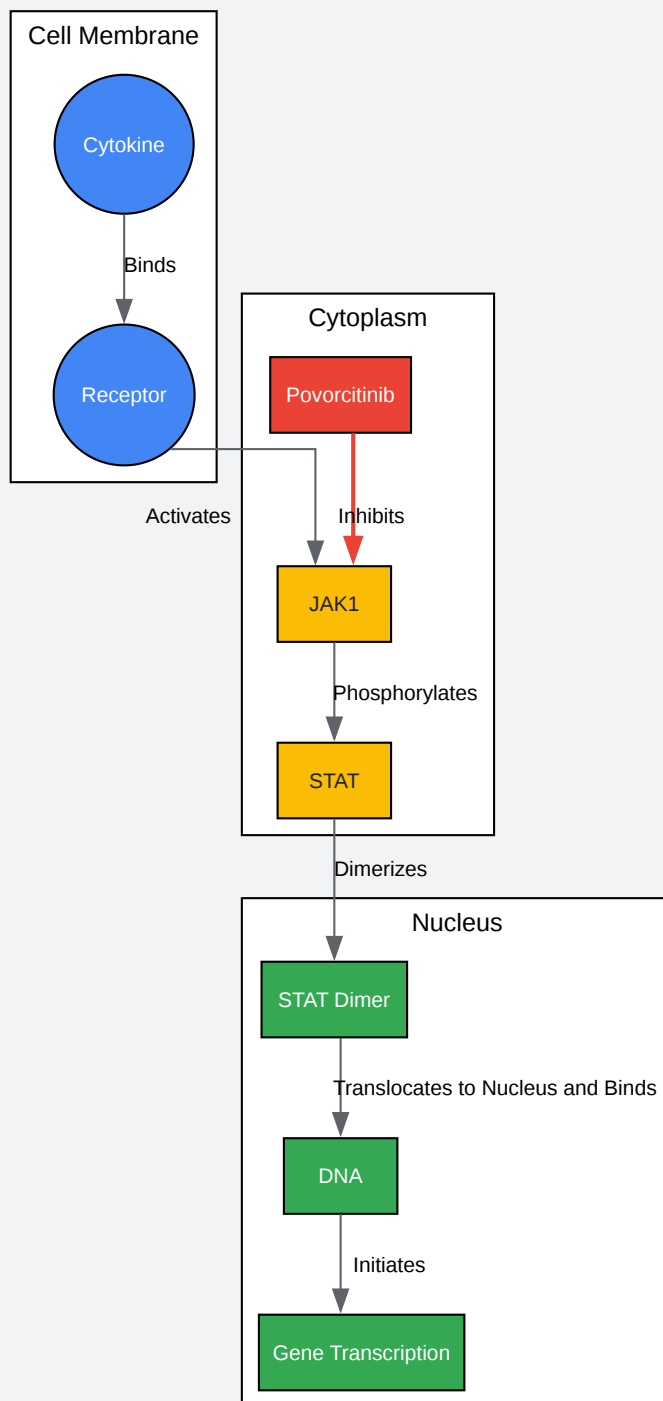 Cell Membrane
Cytokine
Binds
Receptor
Cytoplasm
Povorcitinib
Activates
Inhibits
JAK1
Phosphorylates
STAT
Dimerizes
Nucleus
STAT Dimer
Translocates to Nucleus and Binds
DNA
Initiates
Gene Transcription